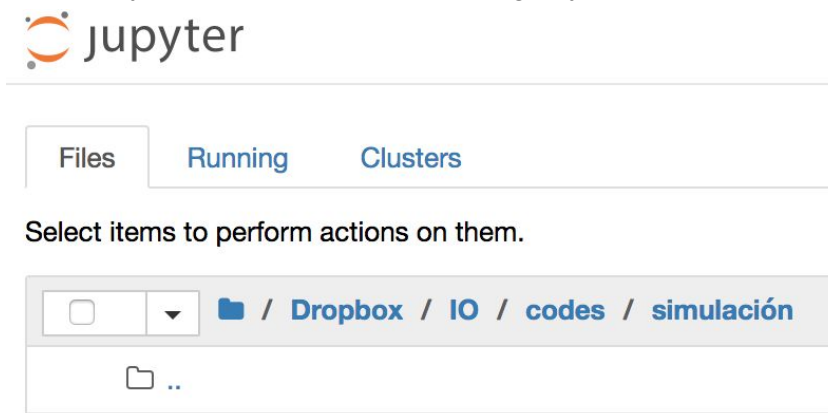 jupyter
Files Running Clusters
Select items to perform actions on them.
/ Dropbox / IO / codes / simulación
..